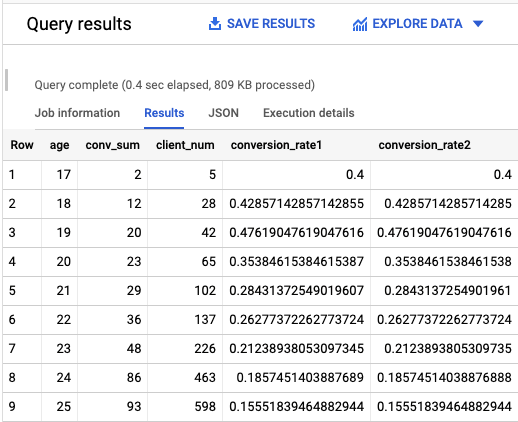 Query results SAVE RESULTS EXPLORE DATA
Query complete (0.4 sec elapsed, 809 KB processed)
Job information Results JSON Execution details
Row age conv_sum client_num conversion_rate1 conversion_rate2
1 17 2 5 0.4 0.4
2 18 12 28 0.42857142857142855 0.4285714285714285
3 19 20 42 0.47619047619047616 0.47619047619047616
4 20 23 65 0.35384615384615387 0.3538461538461538
5 21 29 102 0.28431372549019607 0.2843137254901961
6 22 36 137 0.26277372262773724 0.26277372262773724
7 23 48 226 0.21238938053097345 0.2123893805309735
8 24 86 463 0.1857451403887689 0.18574514038876888
9 25 93 598 0.15551839464882944 0.15551839464882944